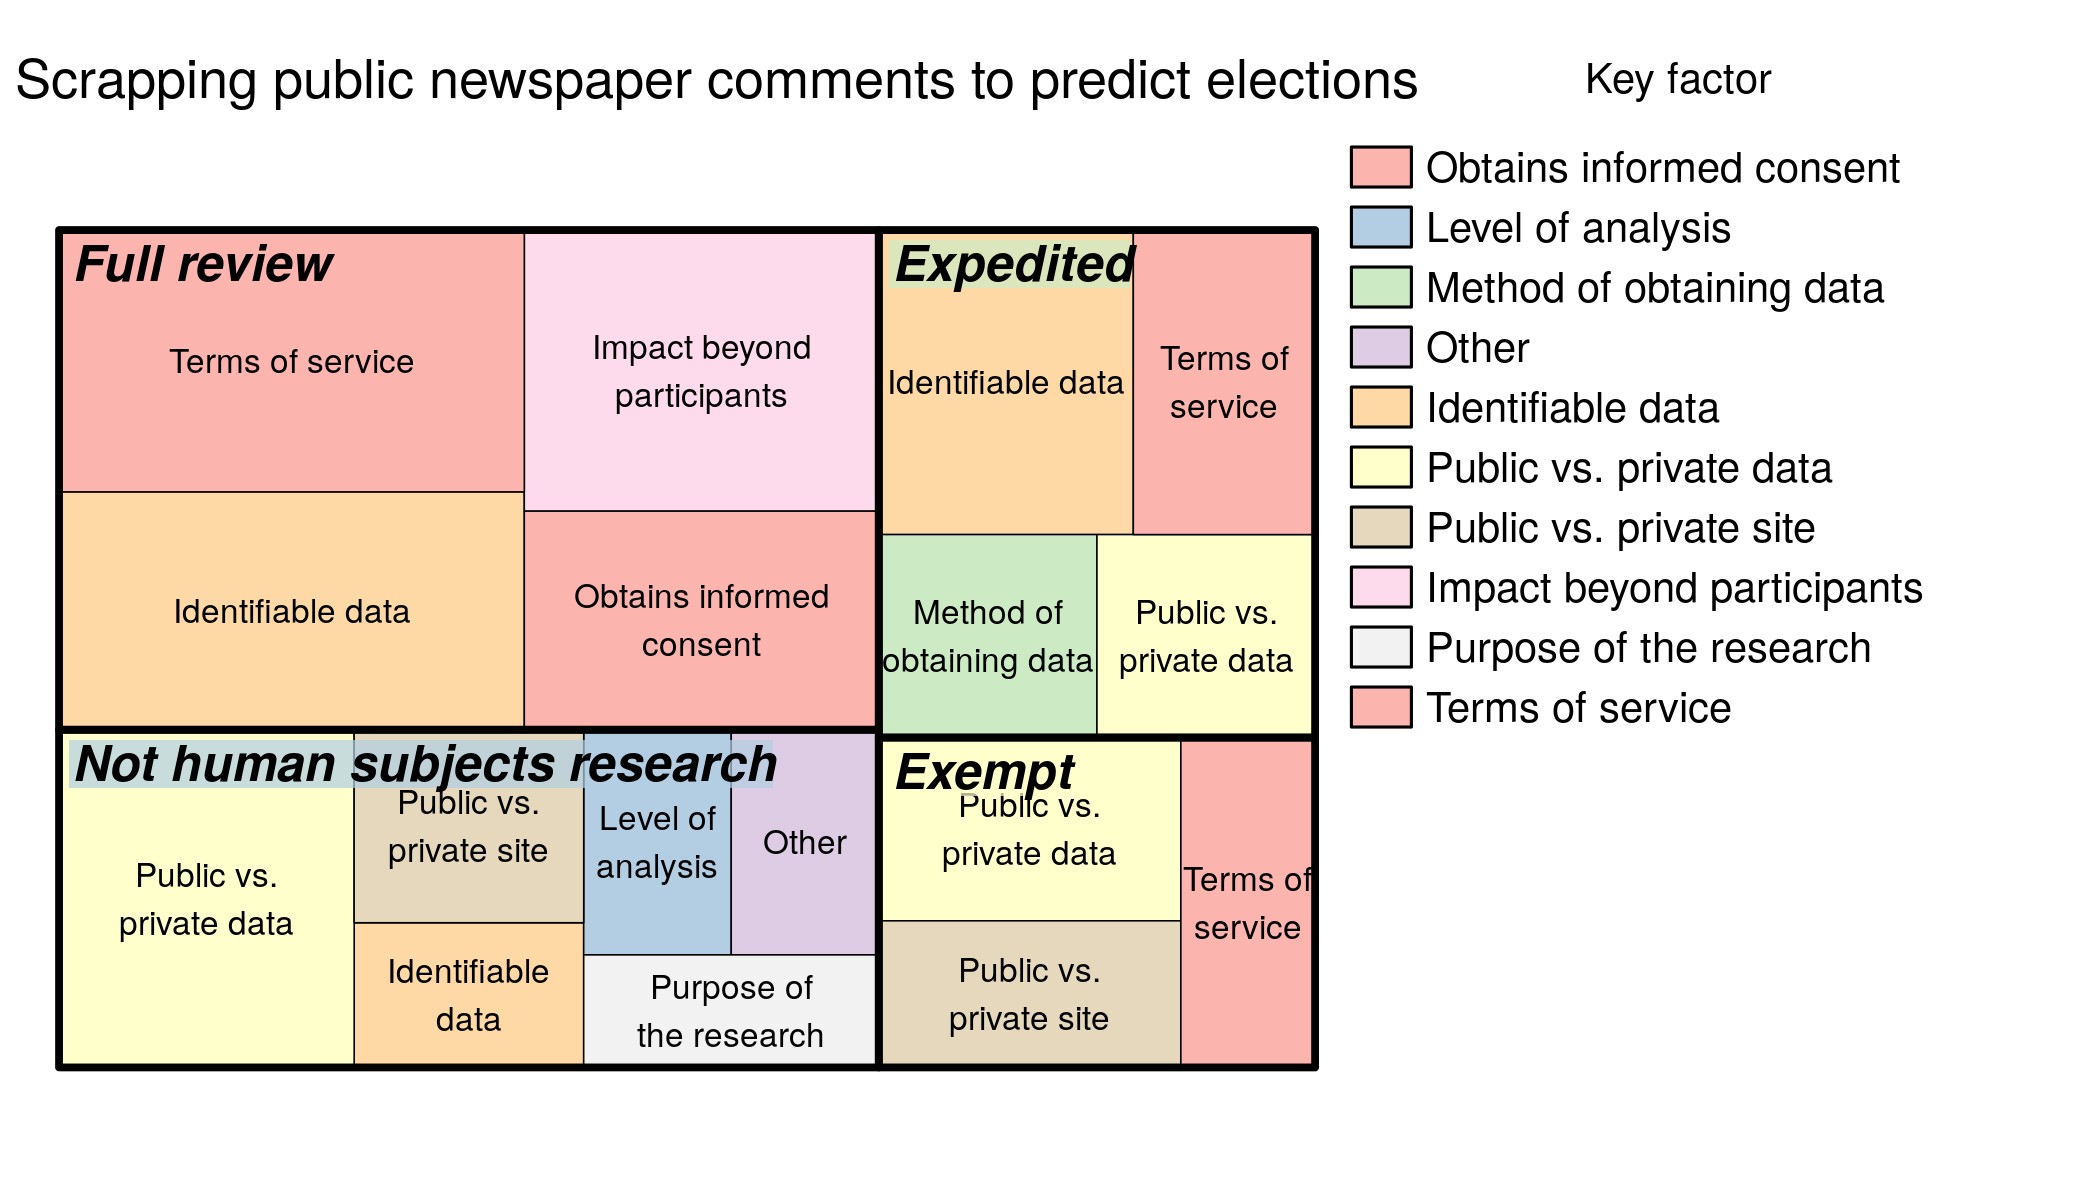 Scrapping public newspaper comments to predict elections
Key factor
Obtains informed consent
Level of analysis
Method of obtaining data
Other
Identifiable data
Public vs. private data
Public vs. private site
Impact beyond participants
Purpose of the research
Terms of service
Full review
Terms of service
Impact beyond
participants
Identifiable data
Obtains informed
consent
Expedited
Identifiable data
Terms of
service
Method of
obtaining data
Public vs.
private data
Not human subjects research
Public vs.
private data
Public vs.
private site
Identifiable
data
Level of
analysis
Other
Purpose of
the research
Exempt
Public vs.
private data
Public vs.
private site
Terms of
service